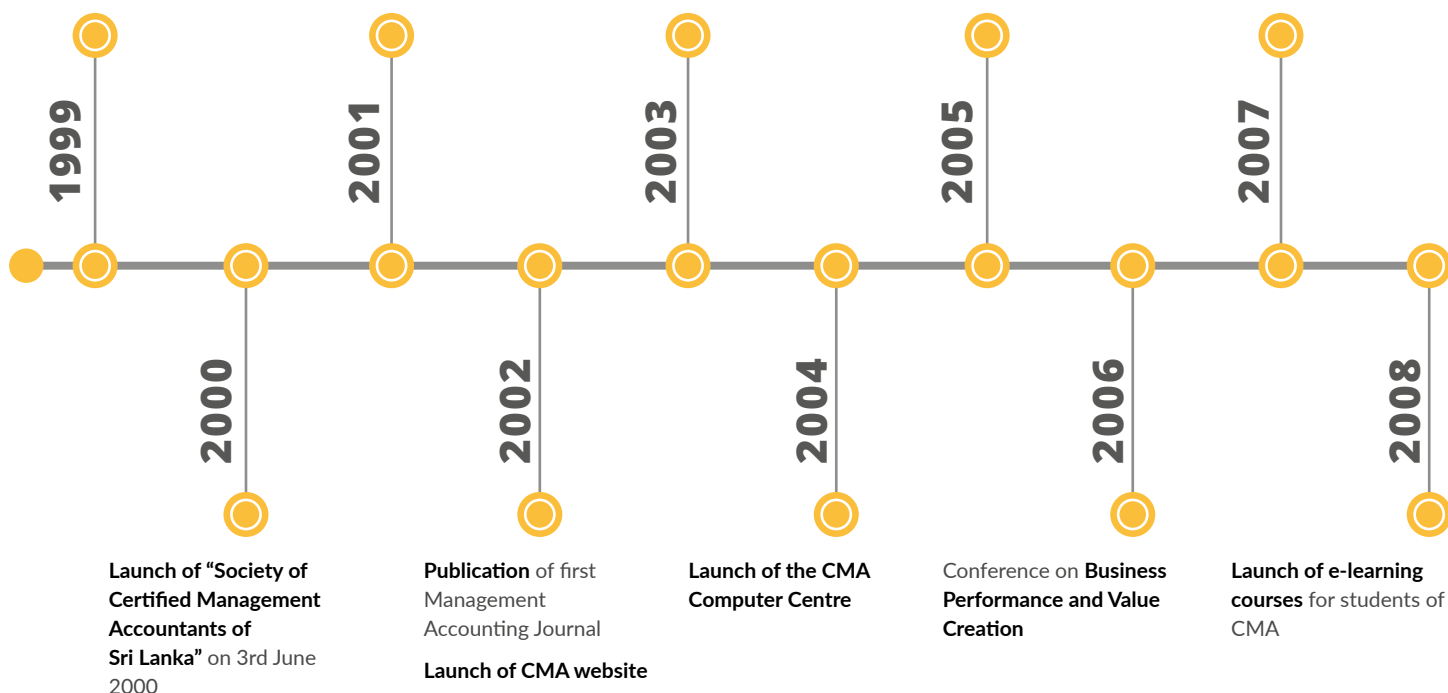 1999
2001
2003
2005
2007
2000
2002
2004
2006
2008
Launch of “Society of
Certified Management
Accountants of
Sri Lanka” on 3rd June
2000
Publication of first
Management
Accounting Journal
Launch of CMA website
Launch of the CMA
Computer Centre
Conference on Business
Performance and Value
Creation
Launch of e-learning
courses for students of
CMA